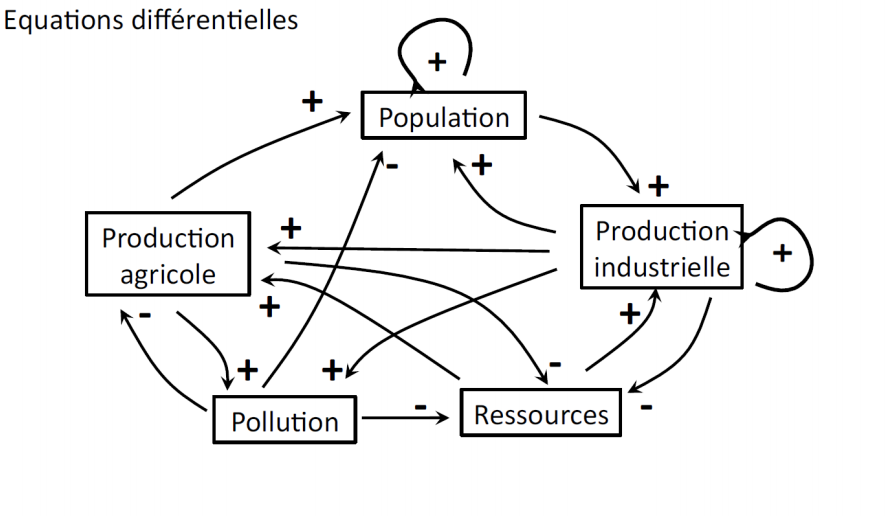 Equations différentielles
+
+
Population
-
+
+
Production
agricole
+
Production
industrielle
+
+
-
+
+
+
-
Pollution
-
Ressources
-